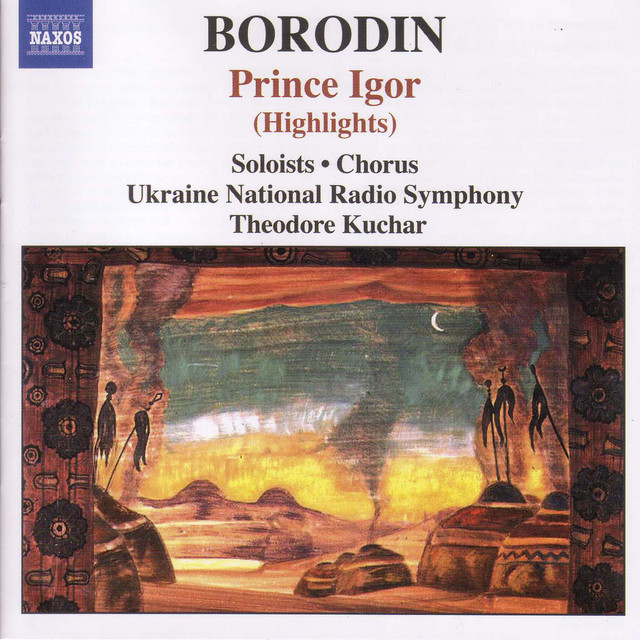 NAXOS
BORODIN
Prince Igor
(Highlights)
Soloists • Chorus
Ukraine National Radio Symphony
Theodore Kuchar